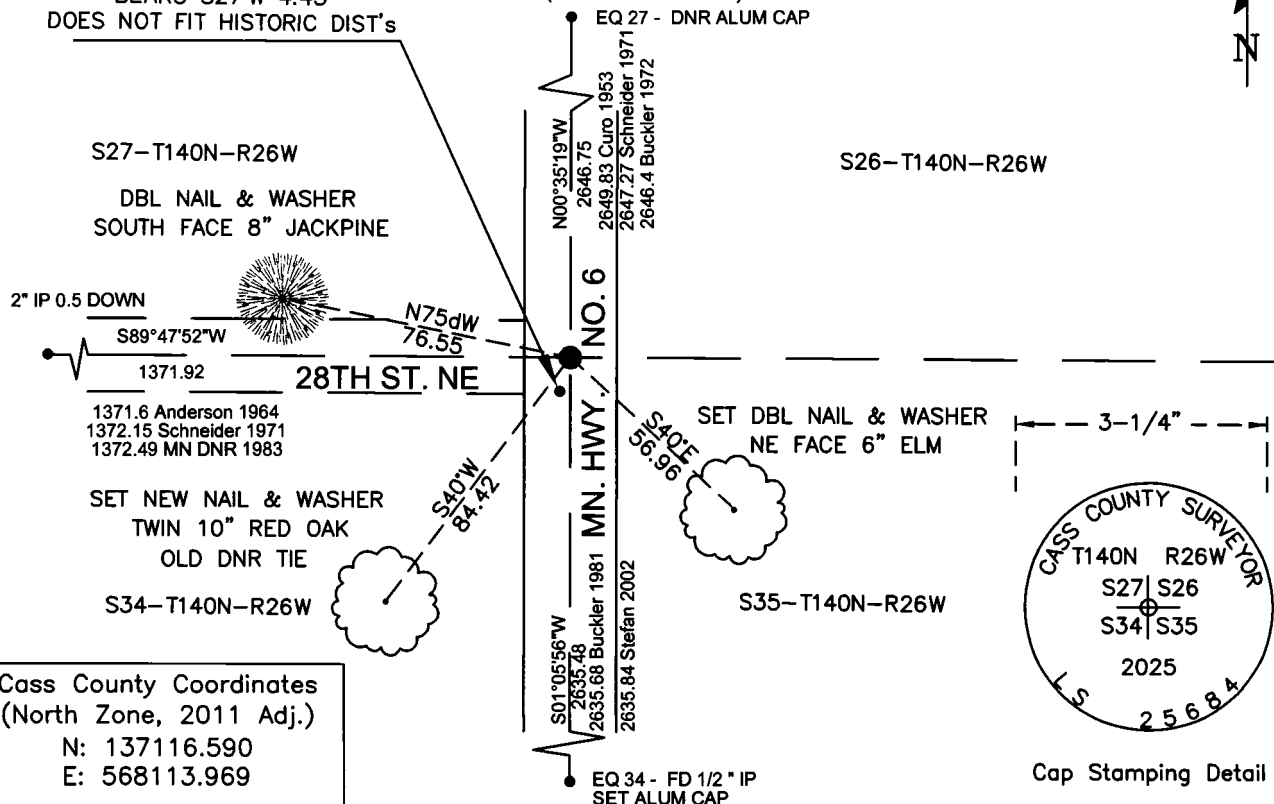 DOES NOT FIT HISTORIC DIST's
EQ 27 - DNR ALUM CAP
N
S27-T140N-R26W
S26-T140N-R26W
N00°35'19"W
2646.75
2649.83 Curo 1953
2647.27 Schneider 1971
2646.4 Buckler 1972
DBL NAIL & WASHER
SOUTH FACE 8" JACKPINE
2" IP 0.5 DOWN
S89°47'52"W
1371.92
N75dW
76.55
28TH ST. NE
MN. HWY. NO. 6
1371.6 Anderson 1964
1372.15 Schneider 1971
1372.49 MN DNR 1983
S40°E
56.96
SET DBL NAIL & WASHER
NE FACE 6" ELM
3-1/4"
SET NEW NAIL & WASHER
TWIN 10" RED OAK
OLD DNR TIE
S40°W
84.42
S34-T140N-R26W
S35-T140N-R26W
S01°05'56"W
2635.48
2635.68 Buckler 1981
2635.84 Stefan 2002
CASS COUNTY SURVEYOR
T140N R26W
S27 S26
S34 S35
2025
LS 25684
Cap Stamping Detail
Cass County Coordinates
(North Zone, 2011 Adj.)
N: 137116.590
E: 568113.969
EQ 34 - FD 1/2 " IP
SET ALUM CAP